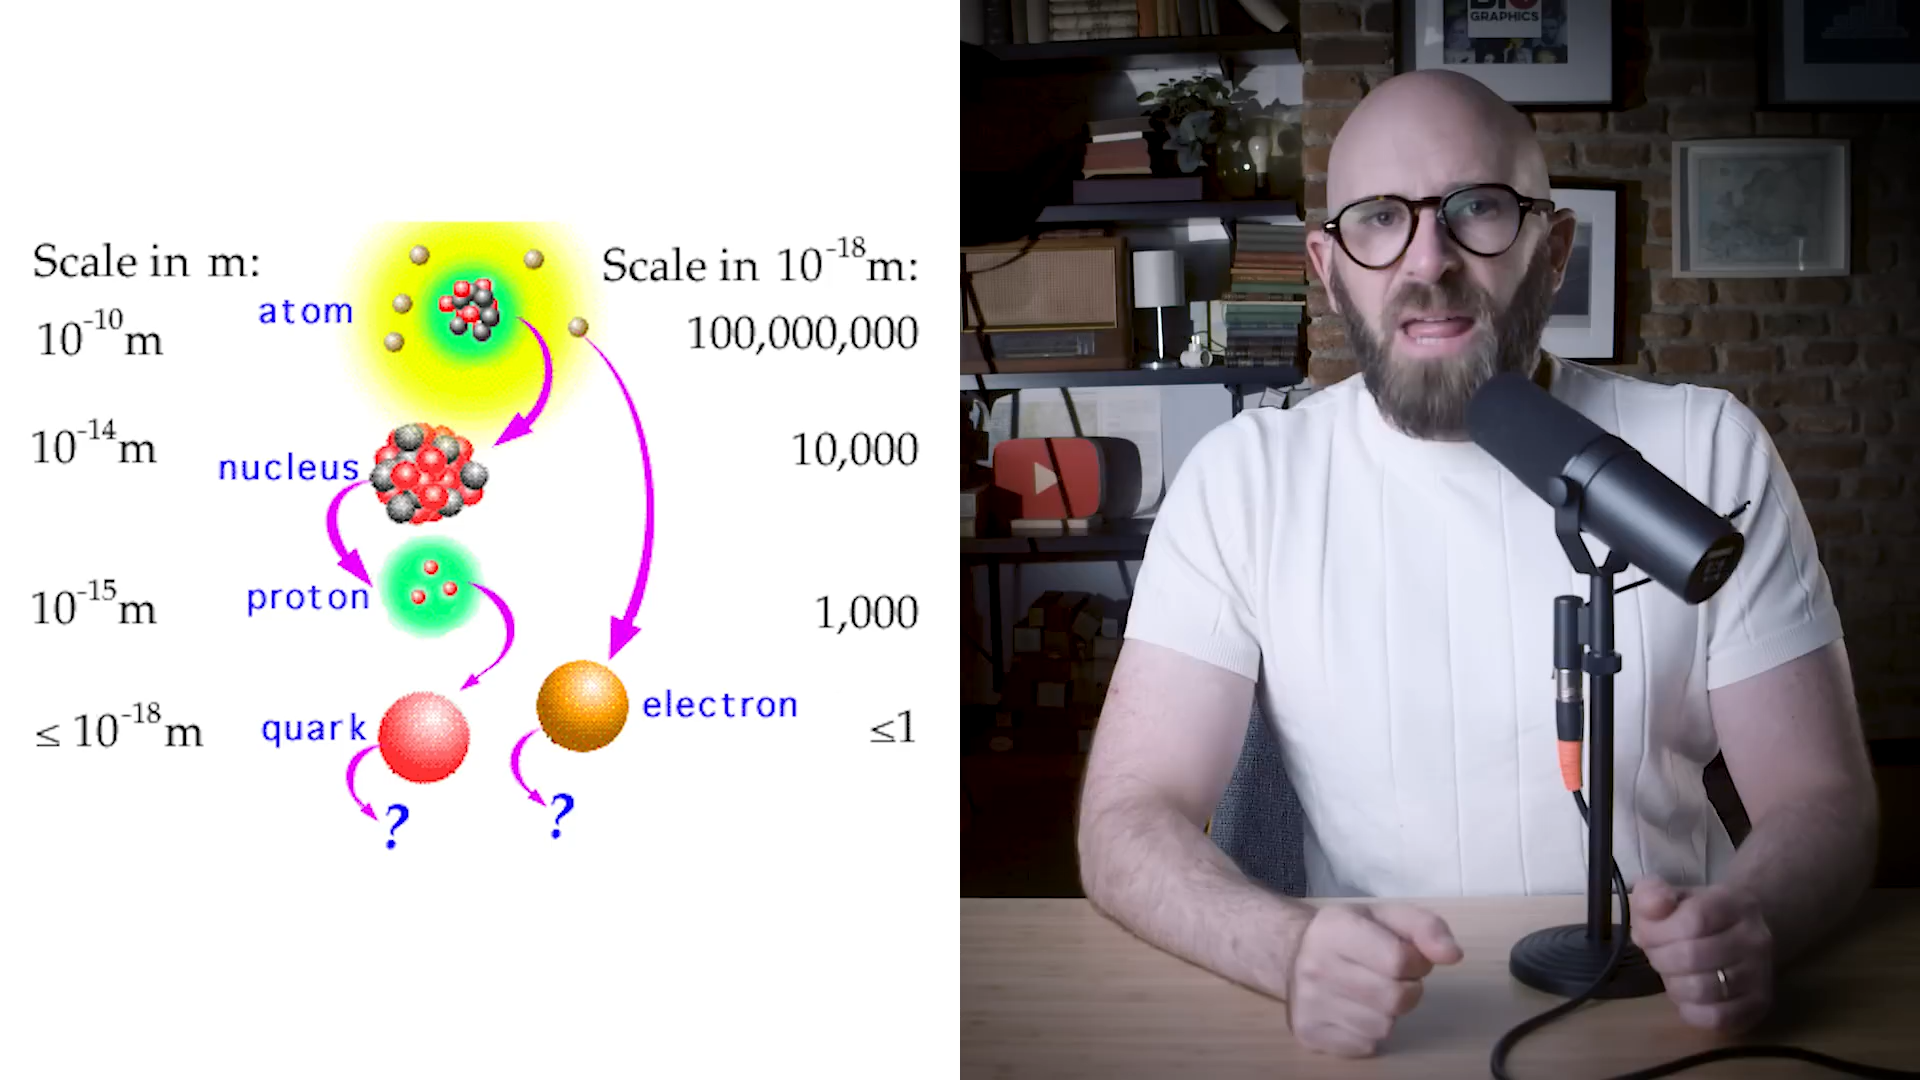 Scale in m:
Scale in 10⁻¹⁸m:
atom
10⁻¹⁰m
100,000,000
10⁻¹⁴m
nucleus
10,000
10⁻¹⁵m
proton
1,000
≤ 10⁻¹⁸m
quark
electron
≤1
?
?
BIO
GRAPHICS